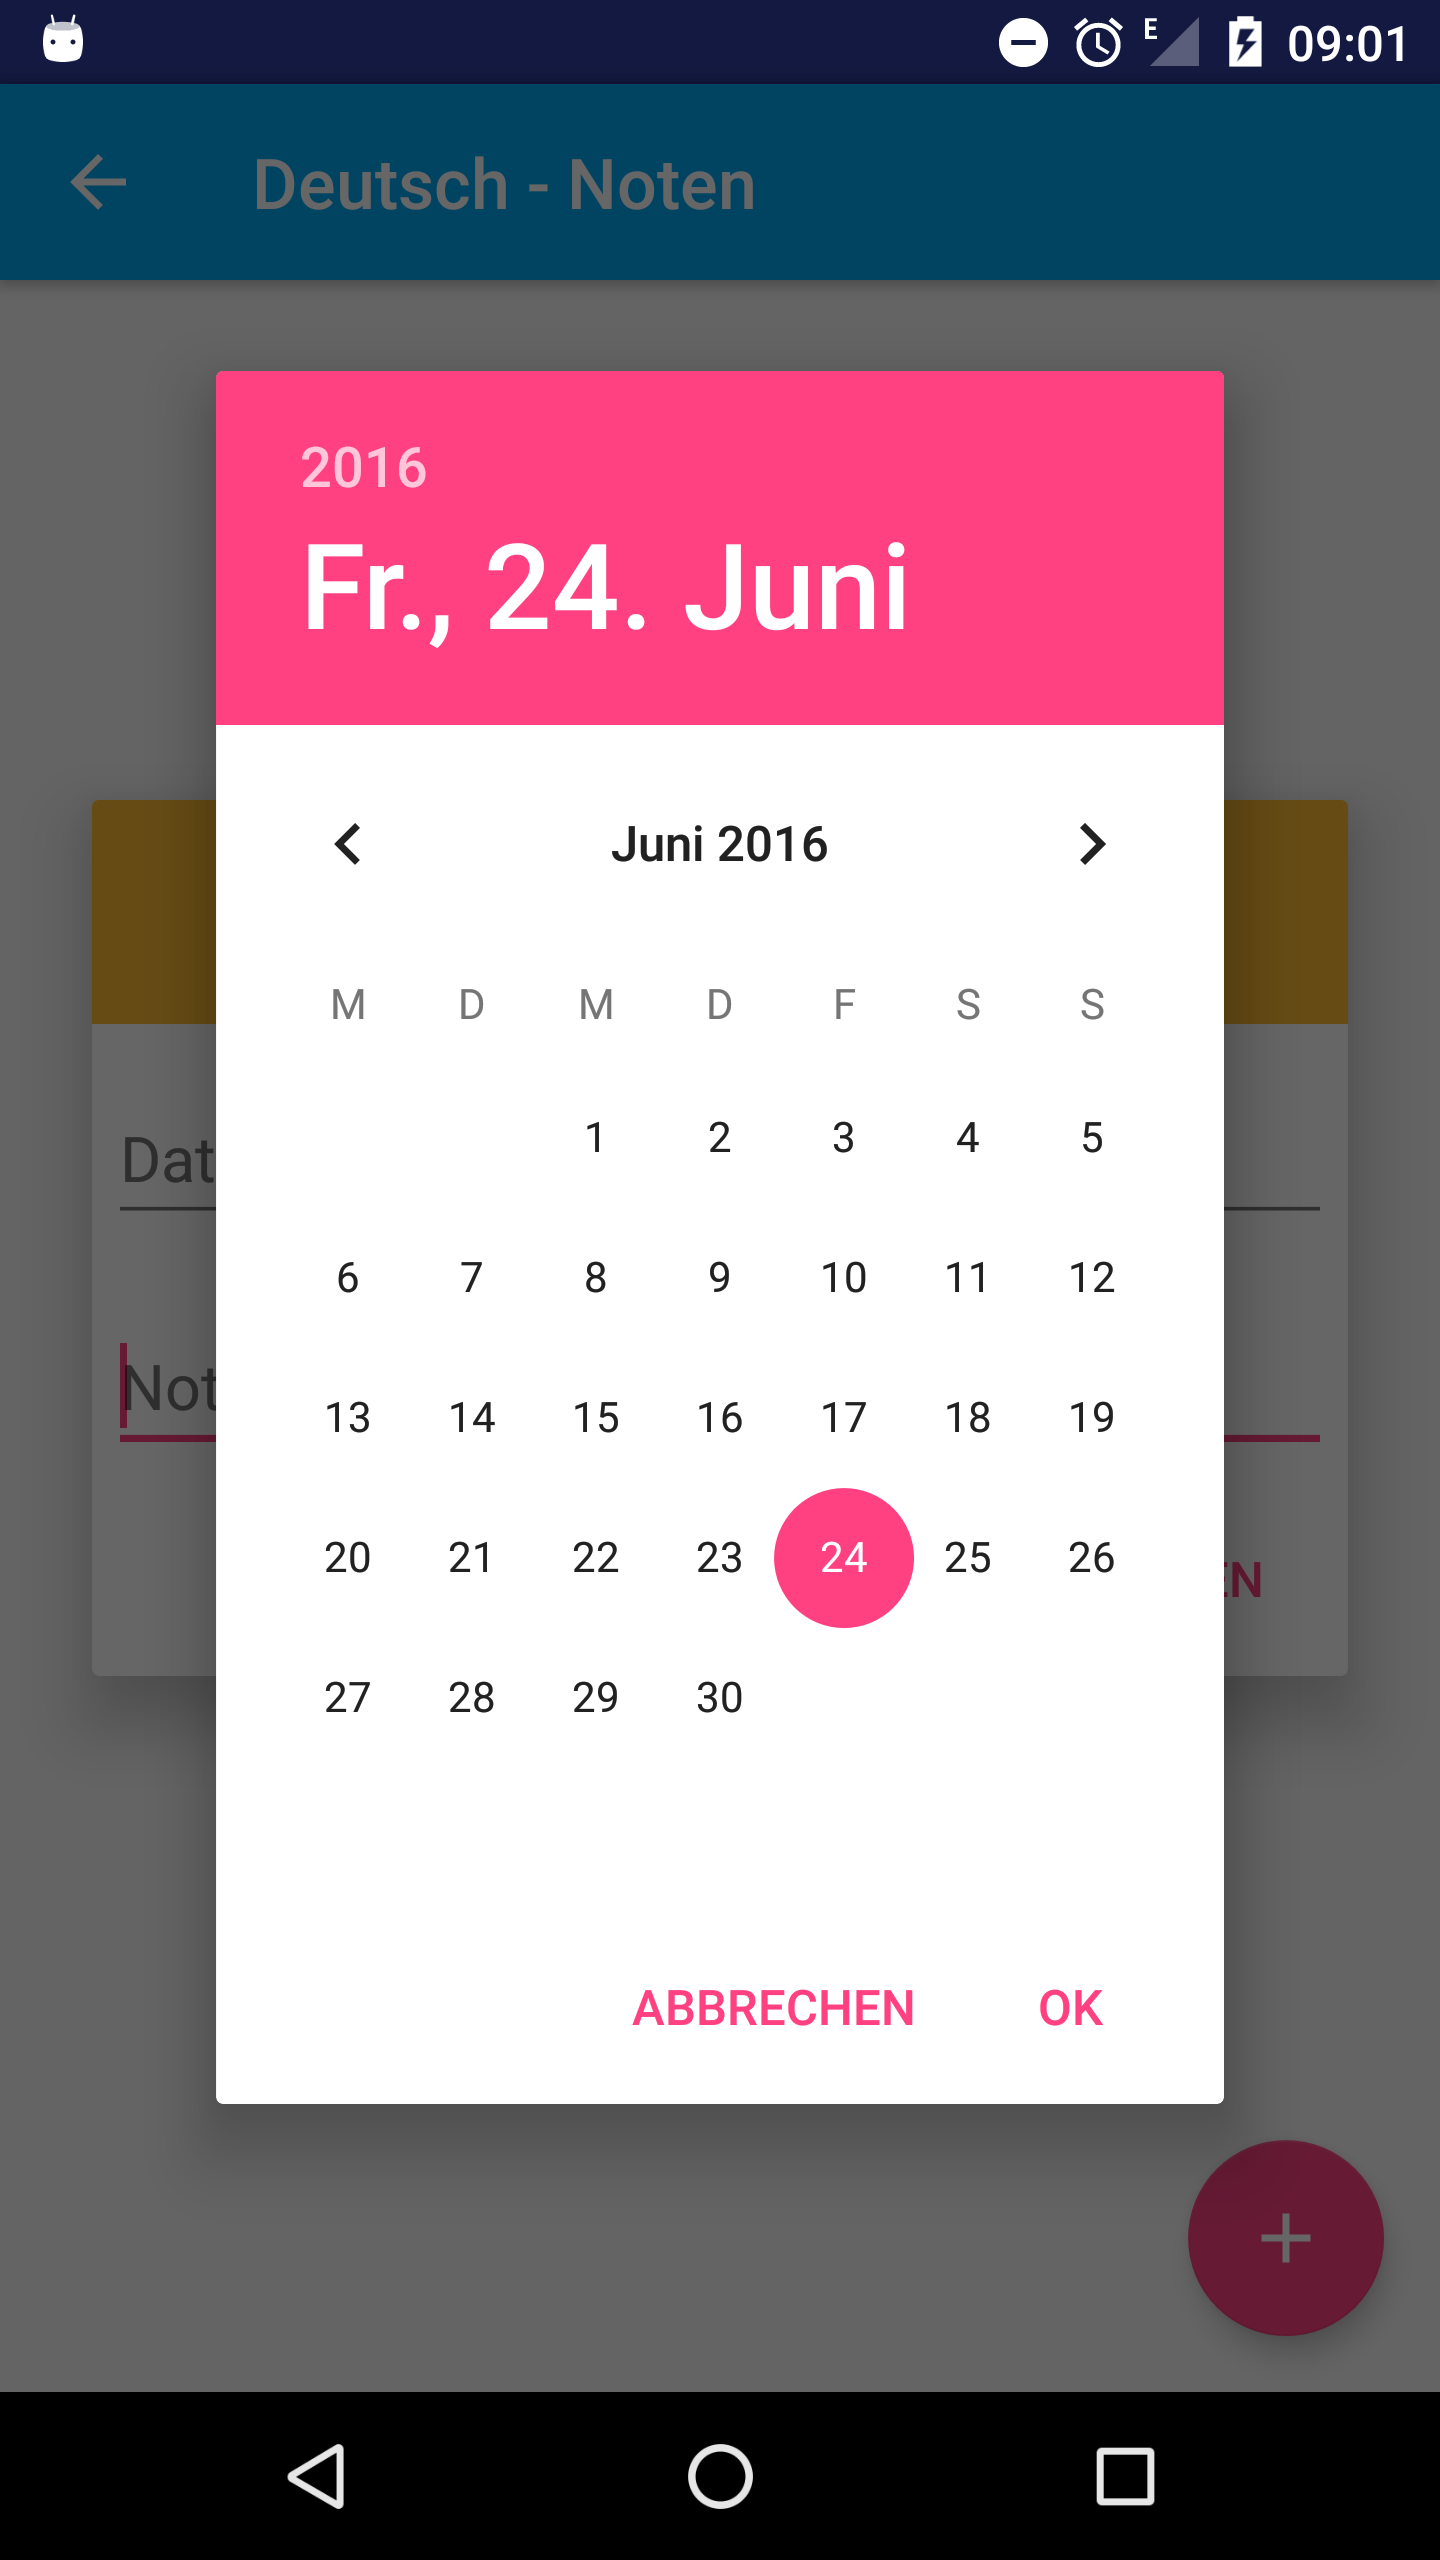 E 09:01
Deutsch - Noten
2016
Fr., 24. Juni
Juni 2016
M D M D F S S
1 2 3 4 5
6 7 8 9 10 11 12
13 14 15 16 17 18 19
20 21 22 23 24 25 26
27 28 29 30
Dat
Not
EN
ABBRECHEN OK